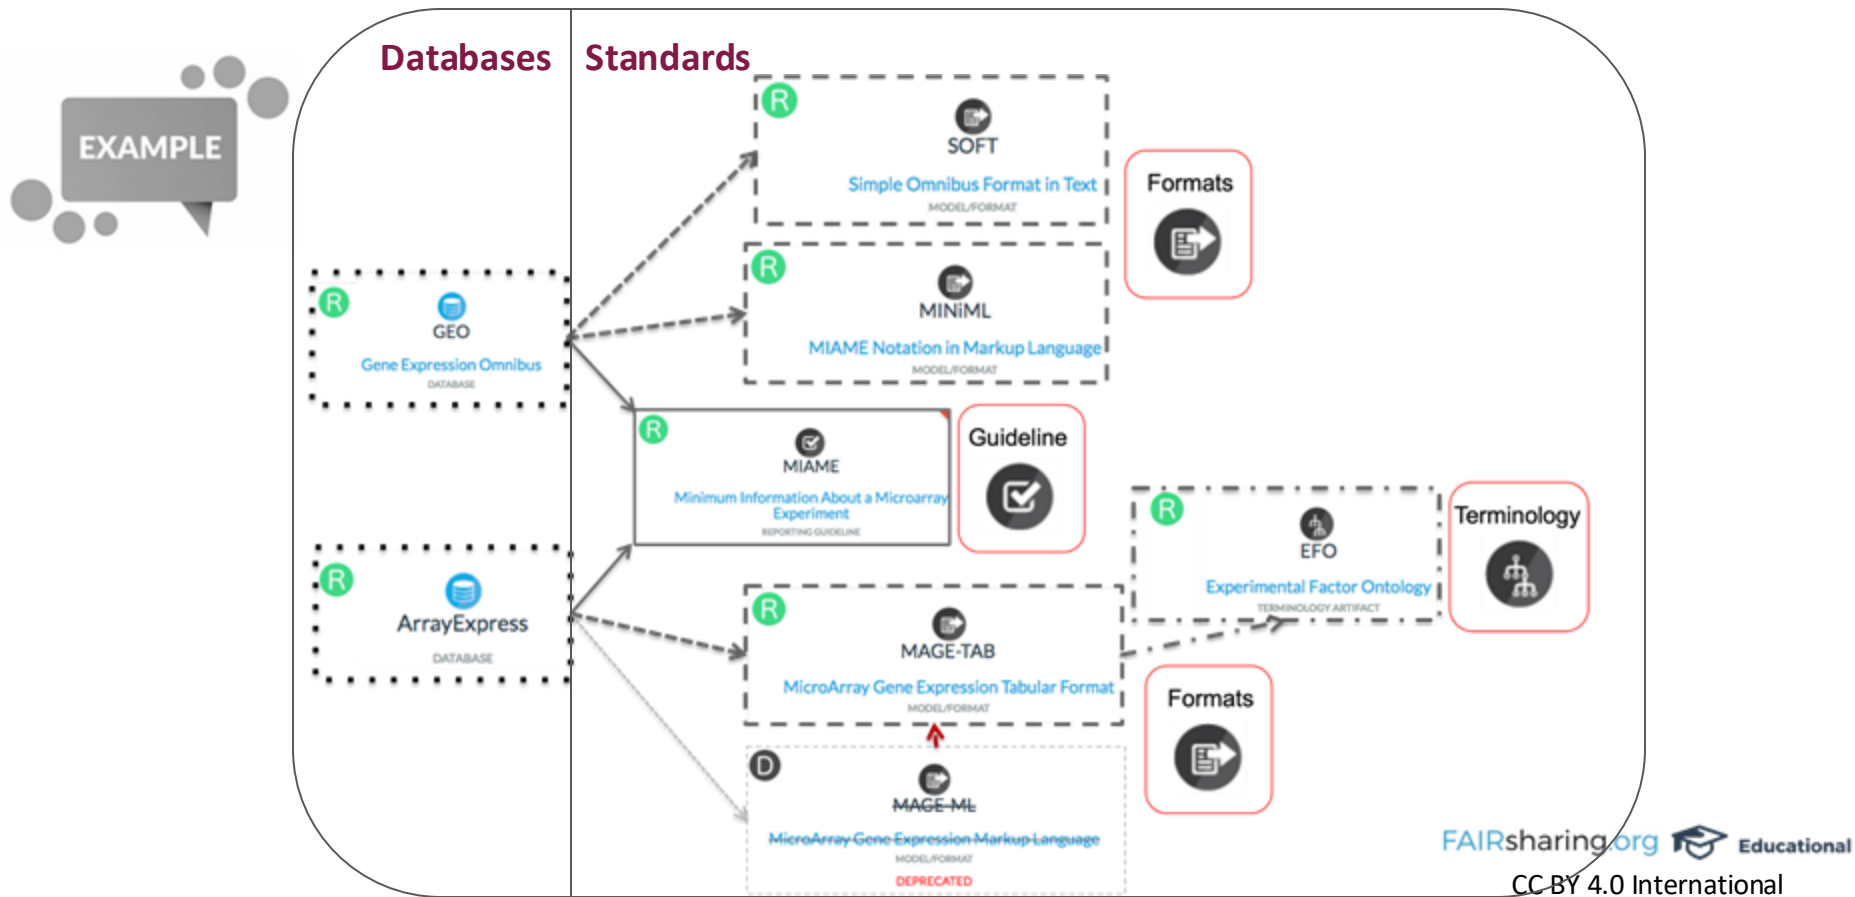 Databases
Standards
EXAMPLE
R
SOFT
Simple Omnibus Format in Text
MODEL/FORMAT
Formats
R
MINiML
MIAME Notation in Markup Language
MODEL/FORMAT
R
GEO
Gene Expression Omnibus
DATABASE
R
MIAME
Minimum Information About a Microarray
Experiment
REPORTING GUIDELINE
Guideline
R
EFO
Experimental Factor Ontology
TERMINOLOGY ARTIFACT
Terminology
R
ArrayExpress
DATABASE
R
MAGE-TAB
MicroArray Gene Expression Tabular Format
MODEL/FORMAT
Formats
D
MAGE-ML
MicroArray Gene Expression Markup Language
MODEL/FORMAT
DEPRECATED
FAIRsharing.org
Educational
CC BY 4.0 International